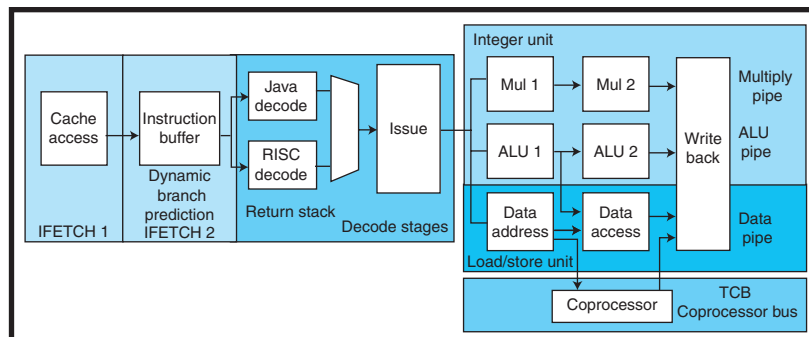 Cache
access
IFETCH 1
Instruction
buffer
Dynamic
branch
prediction
IFETCH 2
Java
decode
RISC
decode
Return stack
Issue
Decode stages
Integer unit
Mul 1
Mul 2
Multiply
pipe
ALU 1
ALU 2
ALU
pipe
Write
back
Data
address
Data
access
Data
pipe
Load/store unit
Coprocessor
TCB
Coprocessor bus